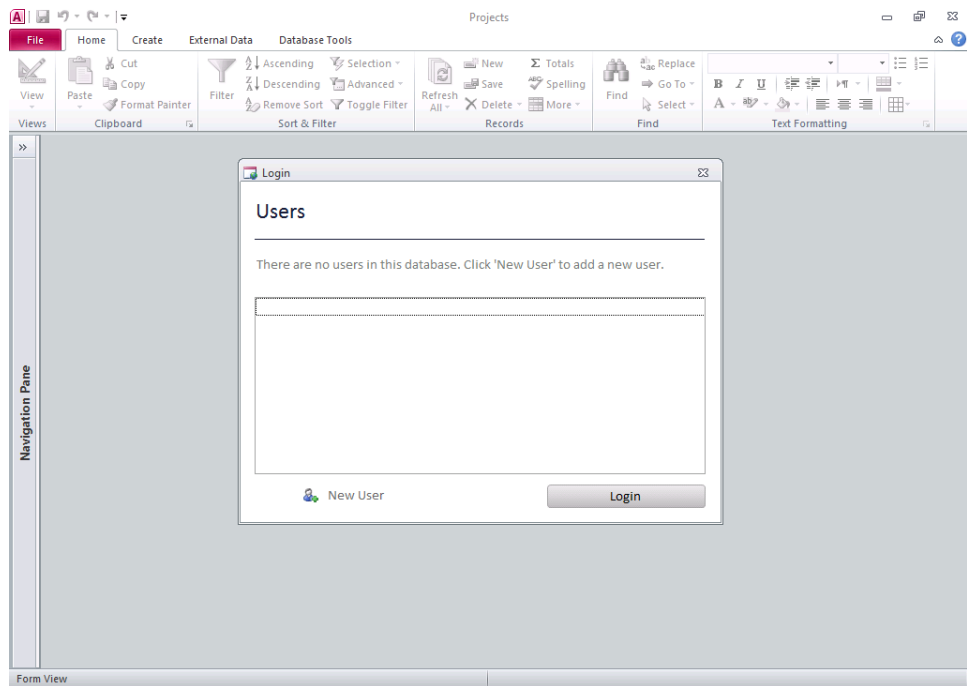 A Projects
File Home Create External Data Database Tools
View
Views
Paste
Cut
Copy
Format Painter
Clipboard
Filter
Ascending
Descending
Remove Sort
Selection
Advanced
Toggle Filter
Sort & Filter
Refresh
All
New
Save
Delete
Totals
Spelling
More
Records
Find
Replace
Go To
Select
Find
B I U
A ab
Text Formatting
Navigation Pane
Login
Users
There are no users in this database. Click 'New User' to add a new user.
New User Login
Form View